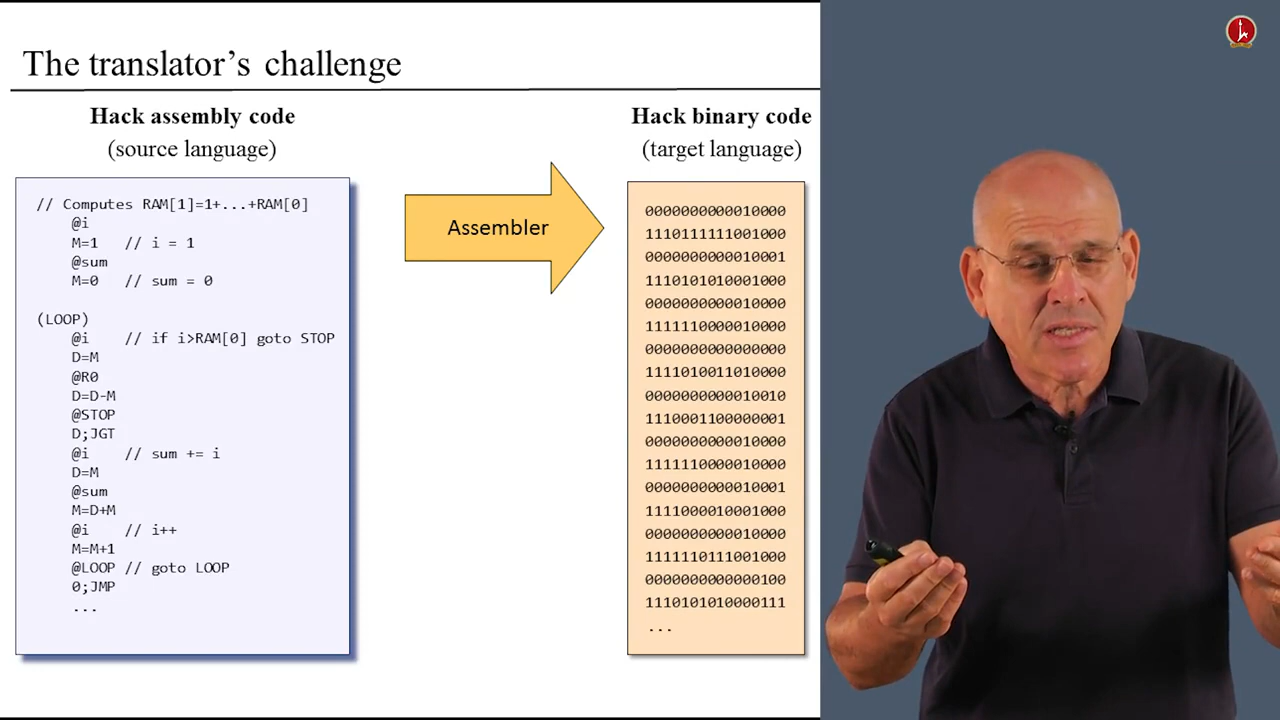 The translator's challenge
Hack assembly code
(source language)
// Computes RAM[1]=1+...+RAM[0]
@i
M=1 // i = 1
@sum
M=0 // sum = 0
(LOOP)
@i // if i>RAM[0] goto STOP
D=M
@R0
D=D-M
@STOP
D;JGT
@i // sum += i
D=M
@sum
M=D+M
@i // i++
M=M+1
@LOOP // goto LOOP
0;JMP
...
Assembler
Hack binary code
(target language)
0000000000010000
1110111111001000
0000000000010001
1110101010001000
0000000000010000
1111110000010000
0000000000000000
1111010011010000
0000000000010010
1110001100000001
0000000000010000
1111110000010000
0000000000010001
1111000010001000
0000000000010000
1111110111001000
0000000000000100
1110101010000111
...